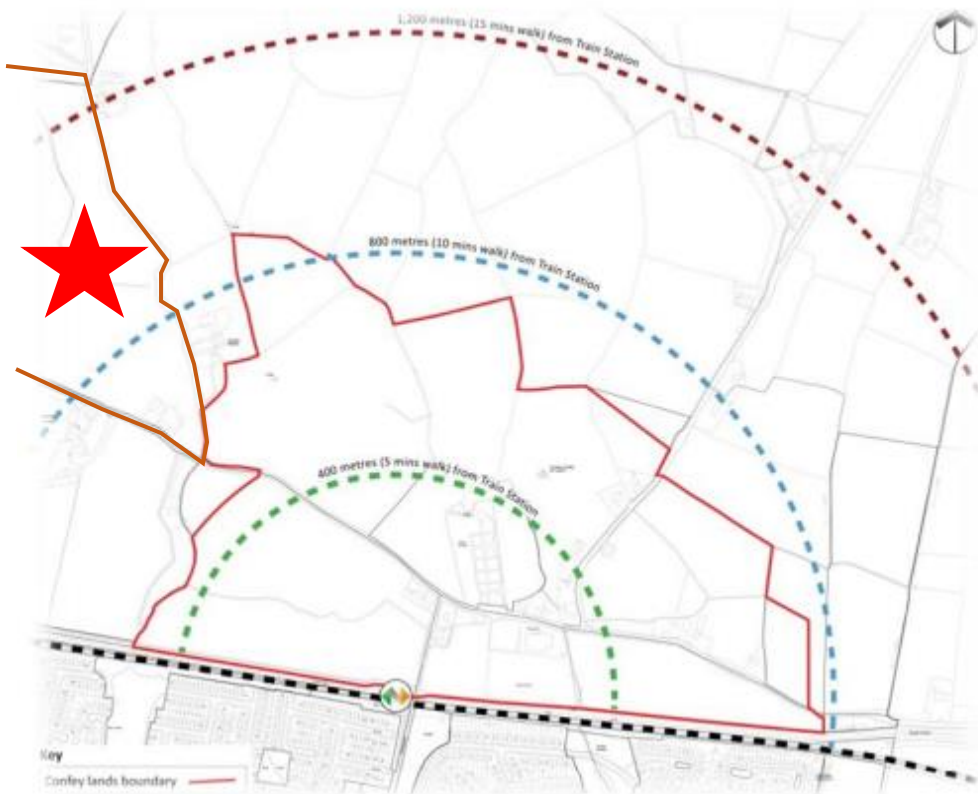 1,200 metres (15 mins walk) from Train Station
800 metres (10 mins walk) from Train Station
400 metres (5 mins walk) from Train Station
Key
Confey lands boundary